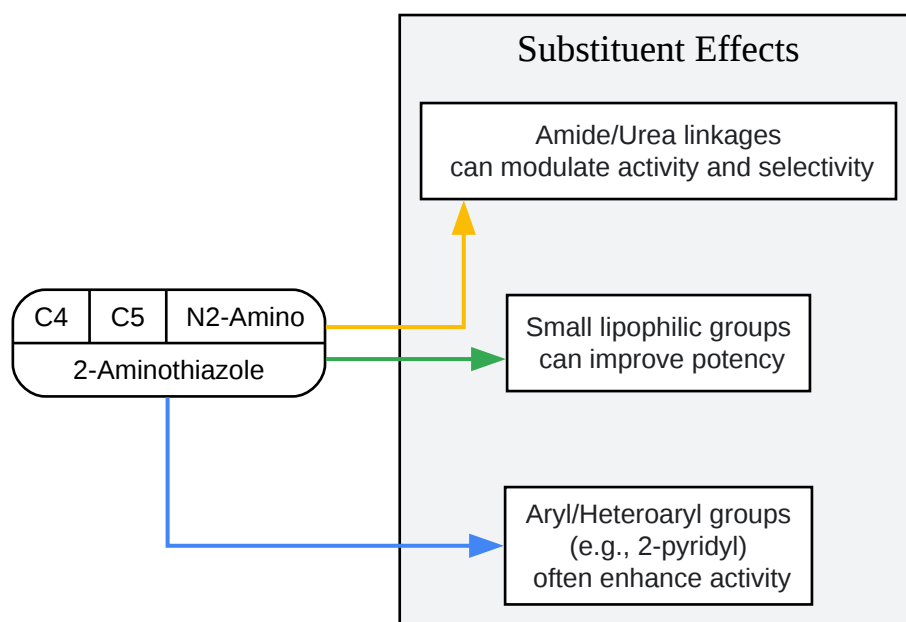 Substituent Effects
Amide/Urea linkages
can modulate activity and selectivity
C4 C5 N2-Amino
2-Aminothiazole
Small lipophilic groups
can improve potency
Aryl/Heteroaryl groups
(e.g., 2-pyridyl)
often enhance activity